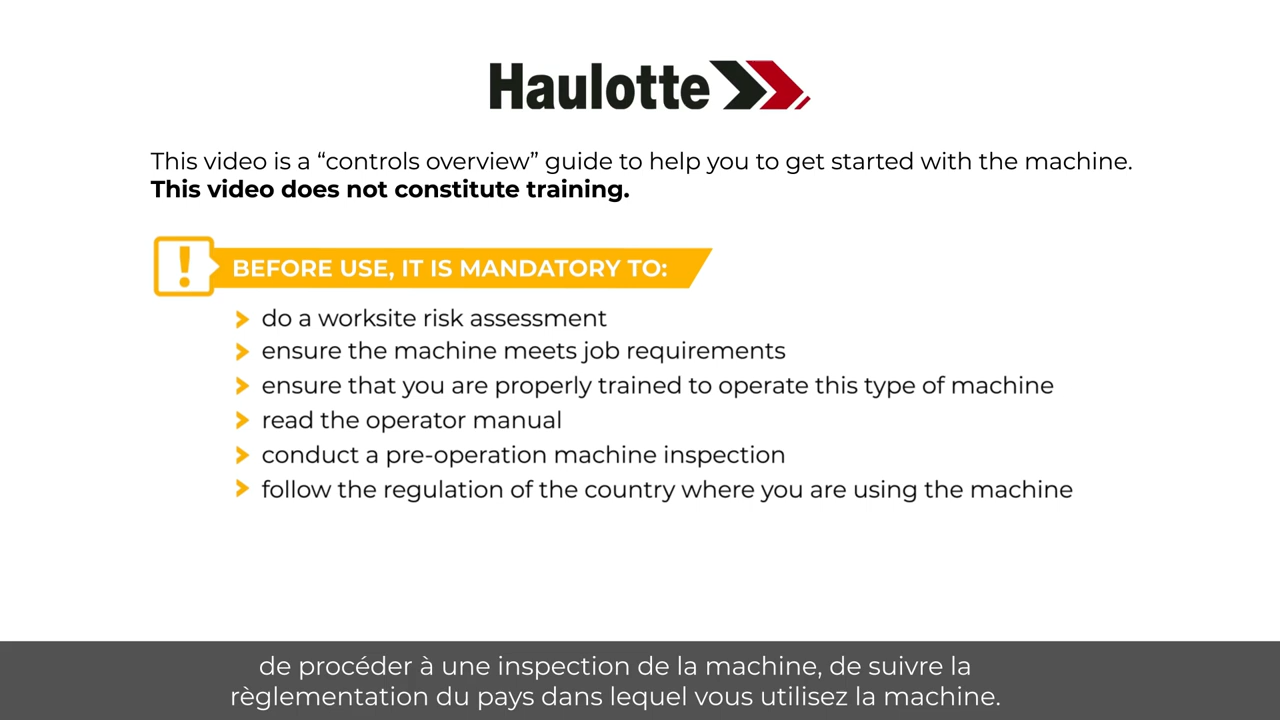 Haulotte
This video is a “controls overview” guide to help you to get started with the machine.
This video does not constitute training.
! BEFORE USE, IT IS MANDATORY TO:
do a worksite risk assessment
ensure the machine meets job requirements
ensure that you are properly trained to operate this type of machine
read the operator manual
conduct a pre-operation machine inspection
follow the regulation of the country where you are using the machine
de procéder à une inspection de la machine, de suivre la
règlementation du pays dans lequel vous utilisez la machine.